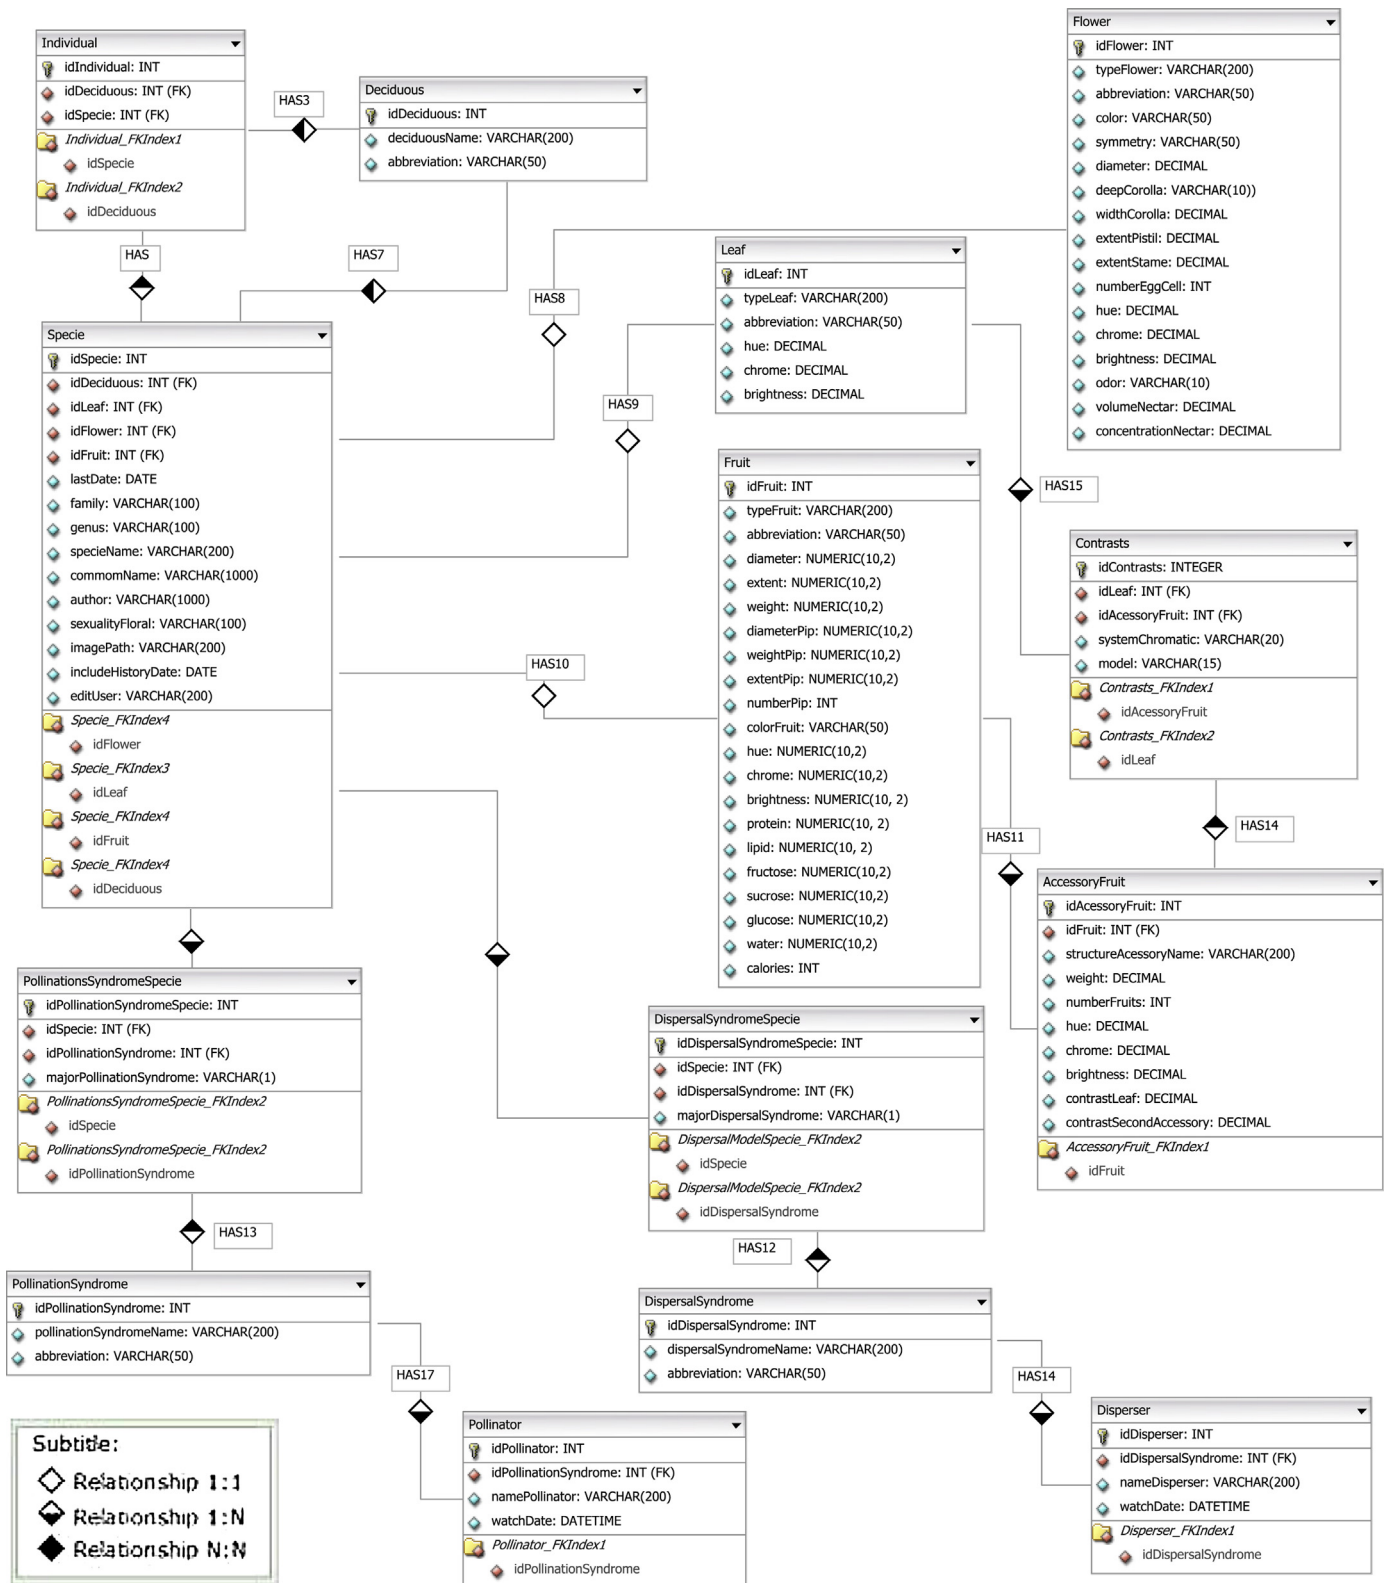 Individual
idIndividual: INT
idDeciduous: INT (FK)
idSpecie: INT (FK)
Individual_FKIndex1
idSpecie
Individual_FKIndex2
idDeciduous
HAS3
Deciduous
idDeciduous: INT
deciduousName: VARCHAR(200)
abbreviation: VARCHAR(50)
Flower
idFlower: INT
typeFlower: VARCHAR(200)
abbreviation: VARCHAR(50)
color: VARCHAR(50)
symmetry: VARCHAR(50)
diameter: DECIMAL
deepCorolla: VARCHAR(10))
widthCorolla: DECIMAL
extentPistil: DECIMAL
extentStame: DECIMAL
numberEggCell: INT
hue: DECIMAL
chrome: DECIMAL
brightness: DECIMAL
odor: VARCHAR(10)
volumeNectar: DECIMAL
concentrationNectar: DECIMAL
HAS
HAS7
HAS8
HAS9
Leaf
idLeaf: INT
typeLeaf: VARCHAR(200)
abbreviation: VARCHAR(50)
hue: DECIMAL
chrome: DECIMAL
brightness: DECIMAL
Specie
idSpecie: INT
idDeciduous: INT (FK)
idLeaf: INT (FK)
idFlower: INT (FK)
idFruit: INT (FK)
lastDate: DATE
family: VARCHAR(100)
genus: VARCHAR(100)
specieName: VARCHAR(200)
commomName: VARCHAR(1000)
author: VARCHAR(1000)
sexualityFloral: VARCHAR(100)
imagePath: VARCHAR(200)
includeHistoryDate: DATE
editUser: VARCHAR(200)
Specie_FKIndex4
idFlower
Specie_FKIndex3
idLeaf
Specie_FKIndex4
idFruit
Specie_FKIndex4
idDeciduous
HAS10
Fruit
idFruit: INT
typeFruit: VARCHAR(200)
abbreviation: VARCHAR(50)
diameter: NUMERIC(10,2)
extent: NUMERIC(10,2)
weight: NUMERIC(10,2)
diameterPip: NUMERIC(10,2)
weightPip: NUMERIC(10,2)
extentPip: NUMERIC(10,2)
numberPip: INT
colorFruit: VARCHAR(50)
hue: NUMERIC(10,2)
chrome: NUMERIC(10,2)
brightness: NUMERIC(10, 2)
protein: NUMERIC(10, 2)
lipid: NUMERIC(10, 2)
fructose: NUMERIC(10,2)
sucrose: NUMERIC(10,2)
glucose: NUMERIC(10,2)
water: NUMERIC(10,2)
calories: INT
HAS15
Contrasts
idContrasts: INTEGER
idLeaf: INT (FK)
idAcessoryFruit: INT (FK)
systemChromatic: VARCHAR(20)
model: VARCHAR(15)
Contrasts_FKIndex1
idAcessoryFruit
Contrasts_FKIndex2
idLeaf
HAS14
HAS11
AccessoryFruit
idAcessoryFruit: INT
idFruit: INT (FK)
structureAcessoryName: VARCHAR(200)
weight: DECIMAL
numberFruits: INT
hue: DECIMAL
chrome: DECIMAL
brightness: DECIMAL
contrastLeaf: DECIMAL
contrastSecondAccessory: DECIMAL
AccessoryFruit_FKIndex1
idFruit
PollinationsSyndromeSpecie
idPollinationSyndromeSpecie: INT
idSpecie: INT (FK)
idPollinationSyndrome: INT (FK)
majorPollinationSyndrome: VARCHAR(1)
PollinationsSyndromeSpecie_FKIndex2
idSpecie
PollinationsSyndromeSpecie_FKIndex2
idPollinationSyndrome
DispersalSyndromeSpecie
idDispersalSyndromeSpecie: INT
idSpecie: INT (FK)
idDispersalSyndrome: INT (FK)
majorDispersalSyndrome: VARCHAR(1)
DispersalModelSpecie_FKIndex2
idSpecie
DispersalModelSpecie_FKIndex2
idDispersalSyndrome
HAS13
HAS12
PollinationSyndrome
idPollinationSyndrome: INT
pollinationSyndromeName: VARCHAR(200)
abbreviation: VARCHAR(50)
DispersalSyndrome
idDispersalSyndrome: INT
dispersalSyndromeName: VARCHAR(200)
abbreviation: VARCHAR(50)
HAS17
HAS14
Pollinator
idPollinator: INT
idPollinationSyndrome: INT (FK)
namePollinator: VARCHAR(200)
watchDate: DATETIME
Pollinator_FKIndex1
idPollinationSyndrome
Disperser
idDisperser: INT
idDispersalSyndrome: INT (FK)
nameDisperser: VARCHAR(200)
watchDate: DATETIME
Disperser_FKIndex1
idDispersalSyndrome
Subtitle:
Relationship 1:1
Relationship 1:N
Relationship N:N